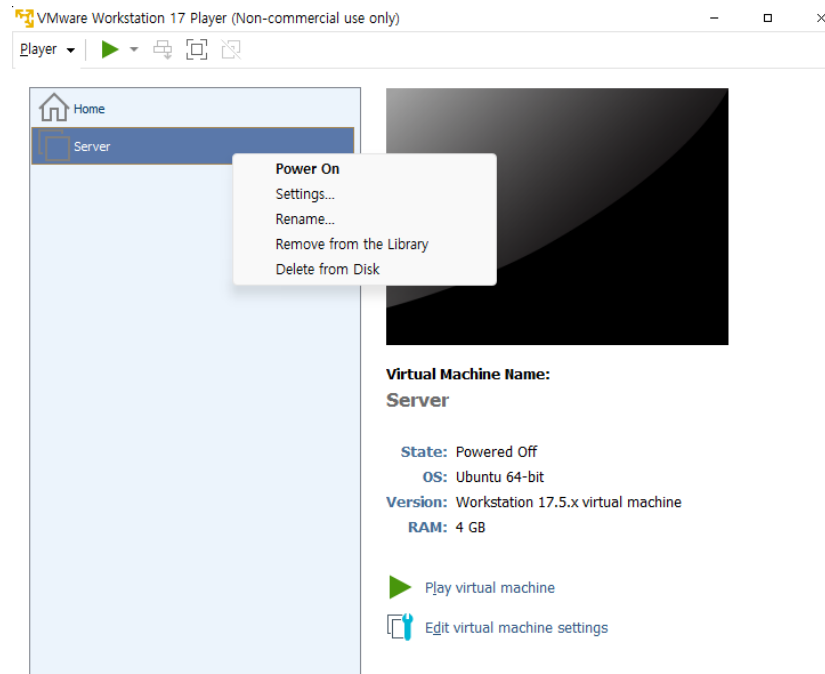 VMware Workstation 17 Player (Non-commercial use only)
Player
Home
Server
Power On
Settings...
Rename...
Remove from the Library
Delete from Disk
Virtual Machine Name:
Server
State: Powered Off
OS: Ubuntu 64-bit
Version: Workstation 17.5.x virtual machine
RAM: 4 GB
Play virtual machine
Edit virtual machine settings